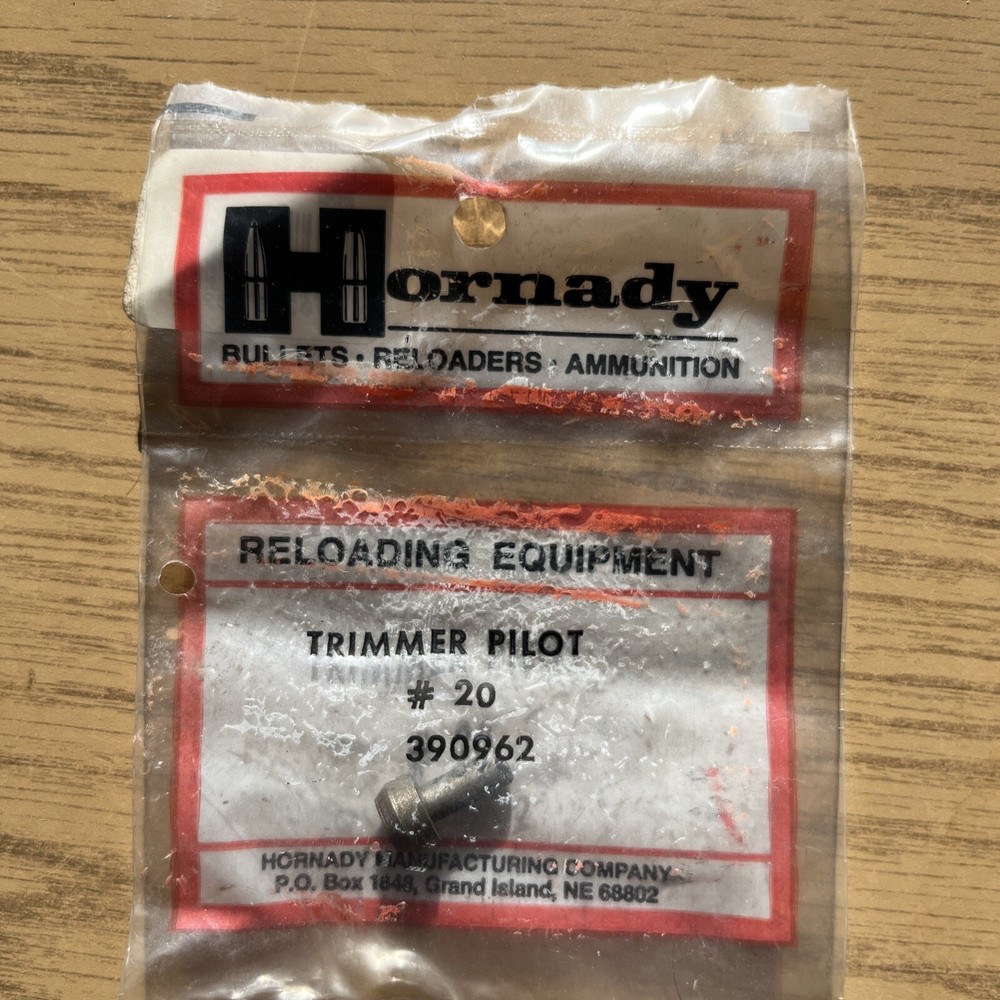 Hornady
BULLETS · RELOADERS · AMMUNITION
RELOADING EQUIPMENT
TRIMMER PILOT
# 20
390962
HORNADY MANUFACTURING COMPANY
P.O. Box 1848, Grand Island, NE 68802